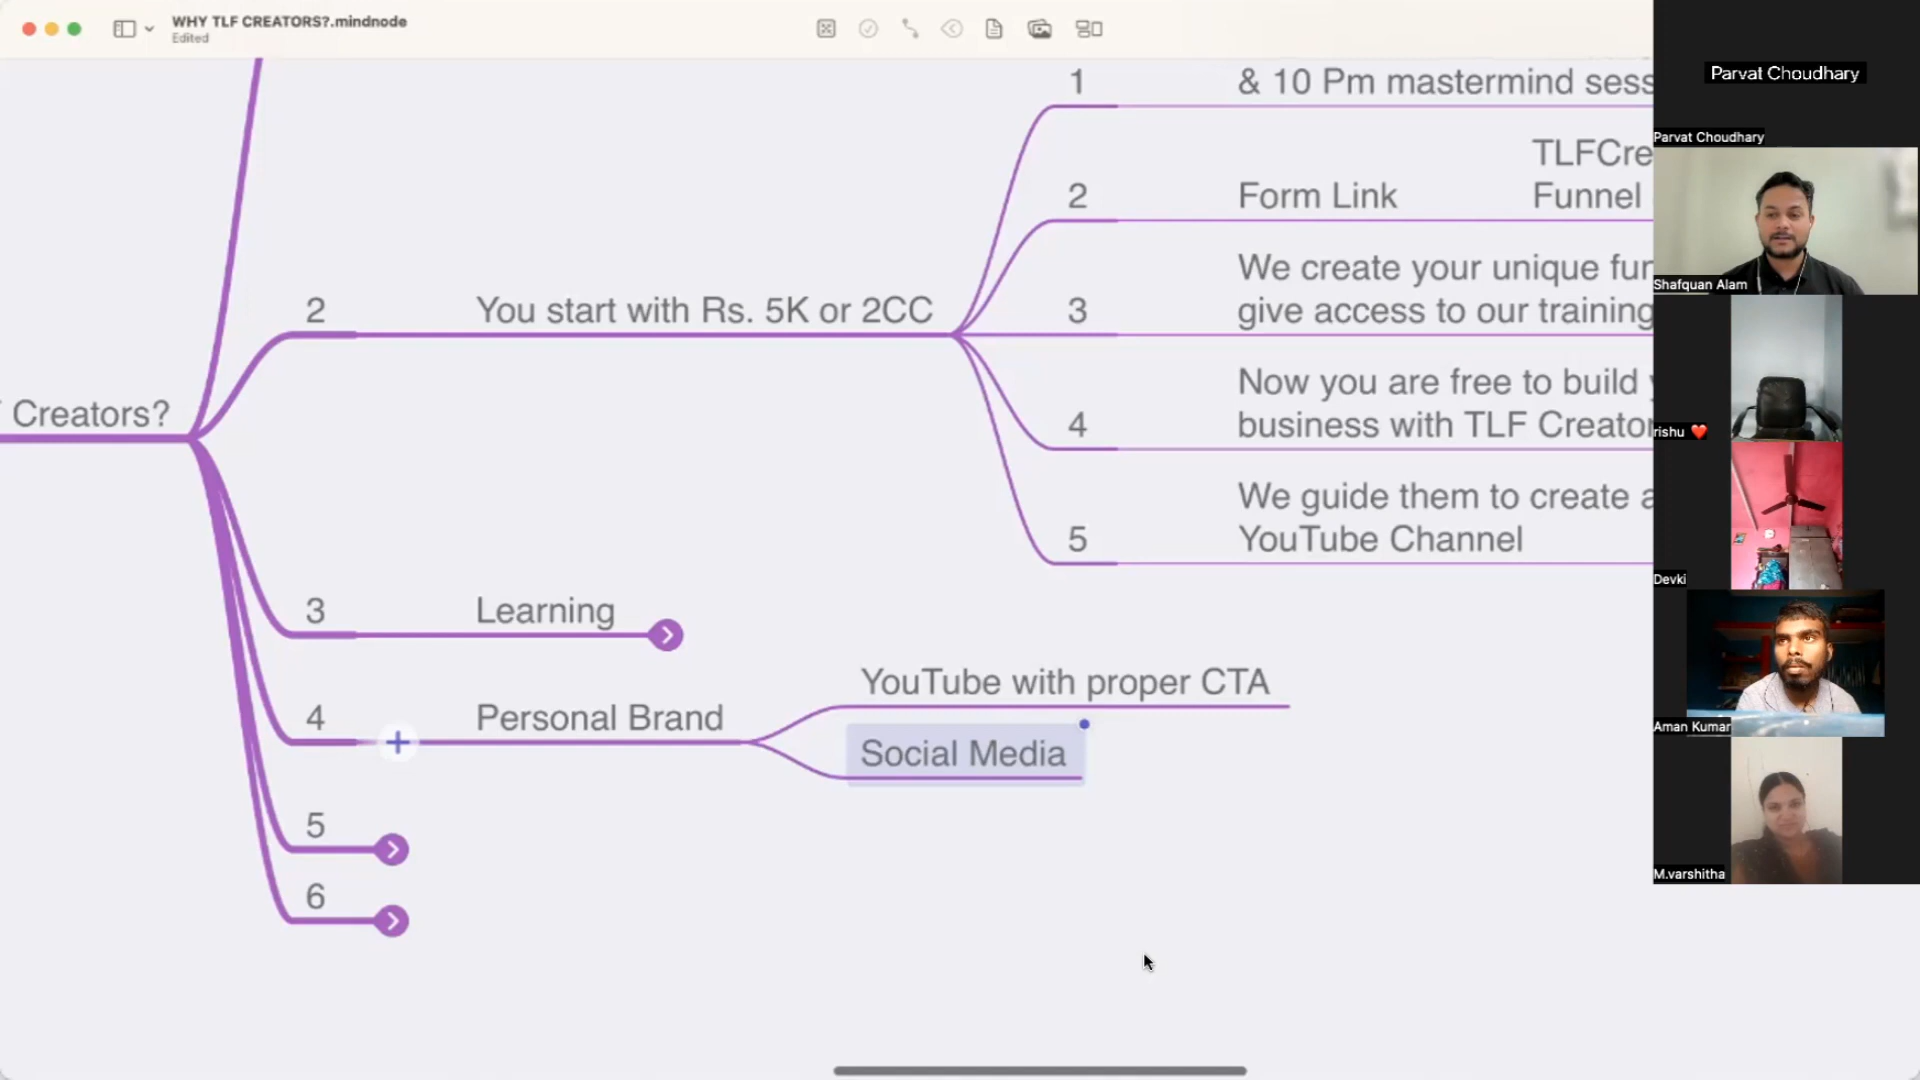 WHY TLF CREATORS?.mindnode
Edited
1
& 10 Pm mastermind sess
TLFCre
2
Form Link
Funnel
We create your unique fun
3
give access to our training
2
You start with Rs. 5K or 2CC
Now you are free to build
4
business with TLF Creator
Creators?
We guide them to create a
5
YouTube Channel
3
Learning
YouTube with proper CTA
4
Personal Brand
Social Media
5
6
Parvat Choudhary
Parvat Choudhary
Shafquan Alam
rishu ❤️
Devki
Aman Kumar
M.varshitha